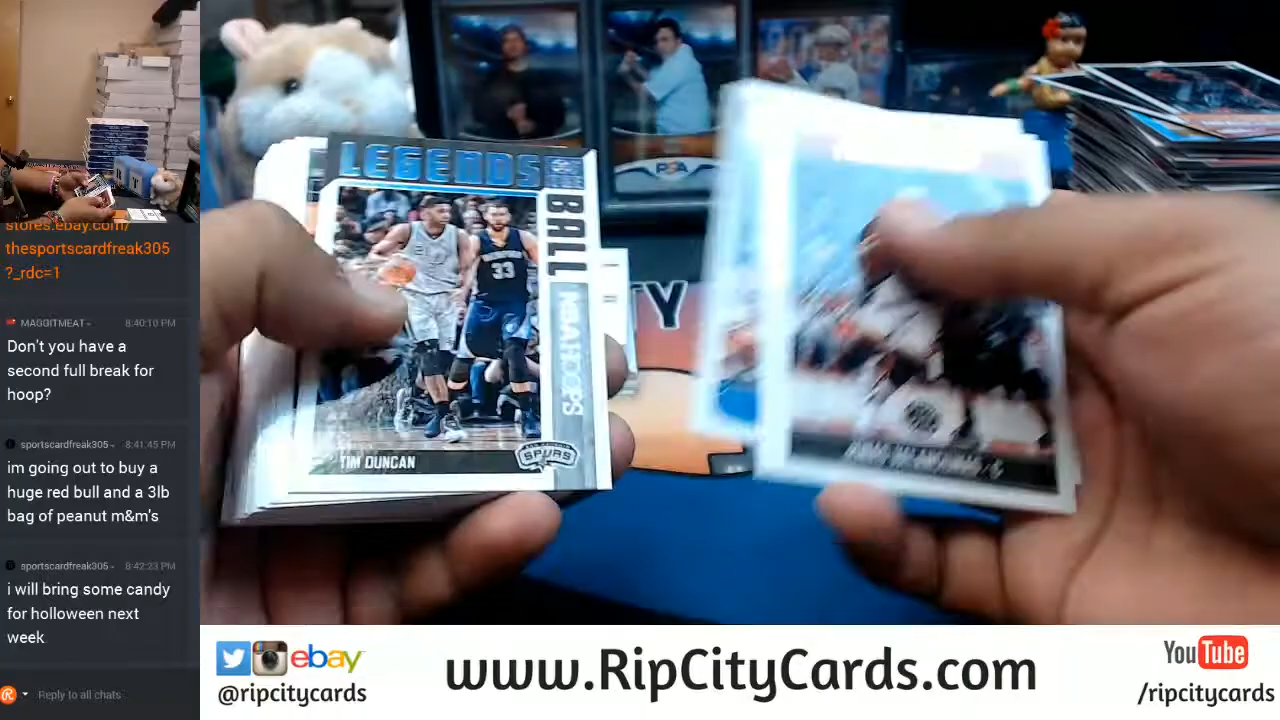 stores.ebay.com/
thesportscardfreak305
?_rdc=1
MAGGITMEAT
8:40:10 PM
Don't you have a
second full break for
hoop?
sportscardfreak305
8:41:45 PM
im going out to buy a
huge red bull and a 3lb
bag of peanut m&m's
sportscardfreak305
8:42:23 PM
i will bring some candy
for holloween next
week
Reply to all chats
LEGENDS
BALL
NBA HOOPS
TIM DUNCAN
SPURS
33
PSA
TY
ebay
@ripcitycards
www.RipCityCards.com
YouTube
/ripcitycards